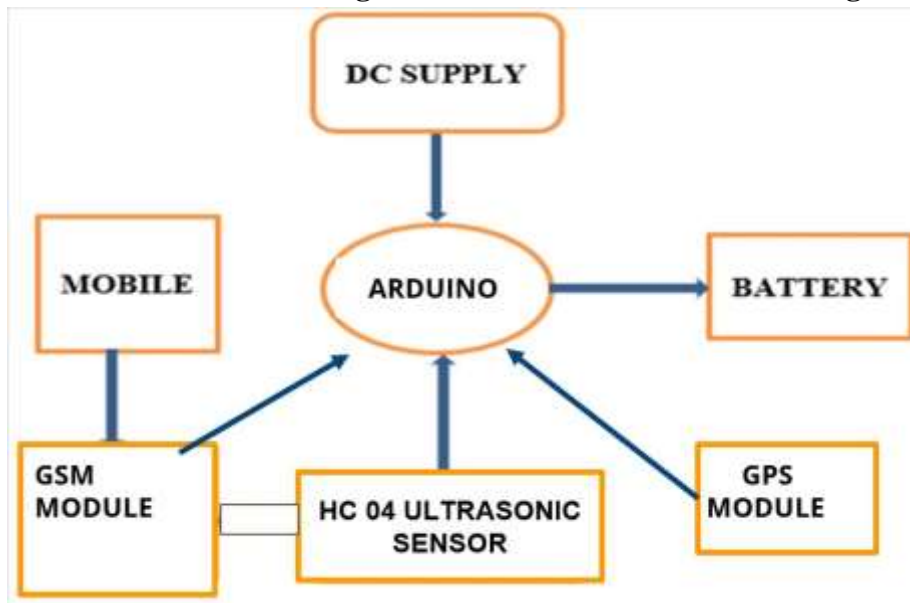 DC SUPPLY
MOBILE
ARDUINO
BATTERY
GSM
MODULE
HC 04 ULTRASONIC
SENSOR
GPS
MODULE